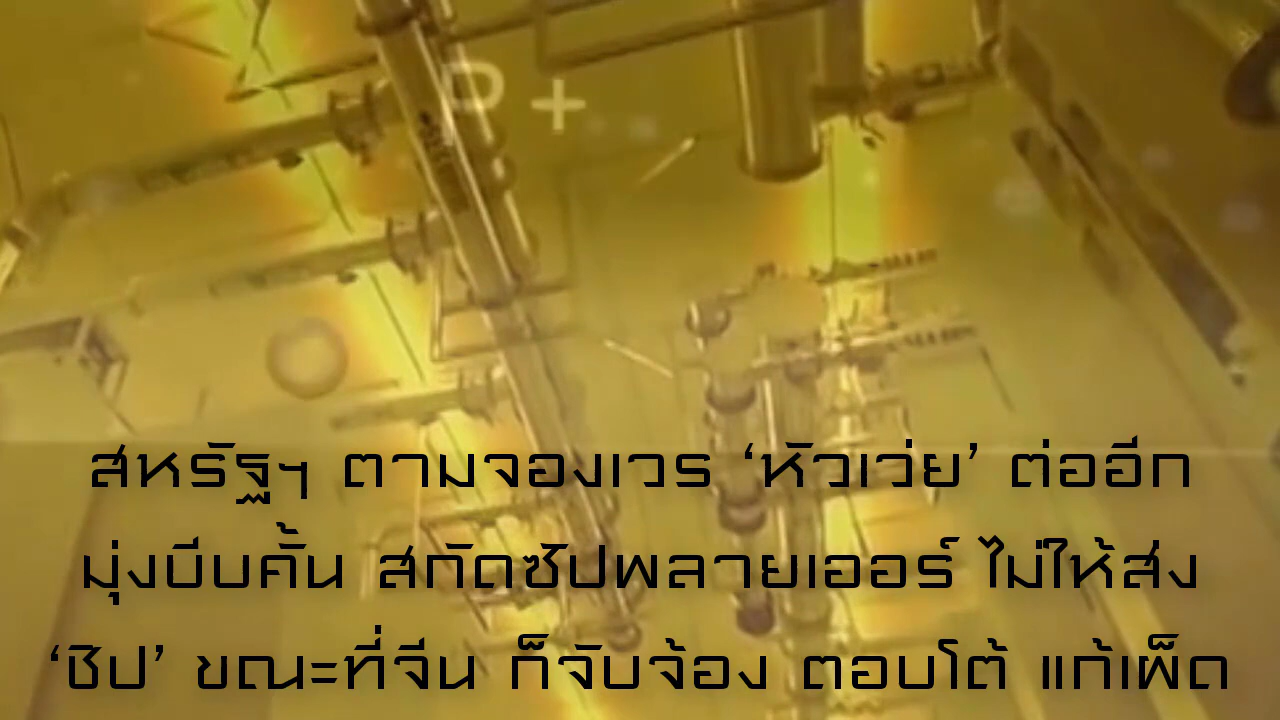 สหรัฐฯ ตามจองเวร ‘หัวเว่ย’ ต่ออีก
มุ่งบีบคั้น สกัดซัปพลายเออร์ ไม่ให้ส่ง
‘ชิป’ ขณะที่จีน ก็จับจ้อง ตอบโต้ แก้เผ็ด